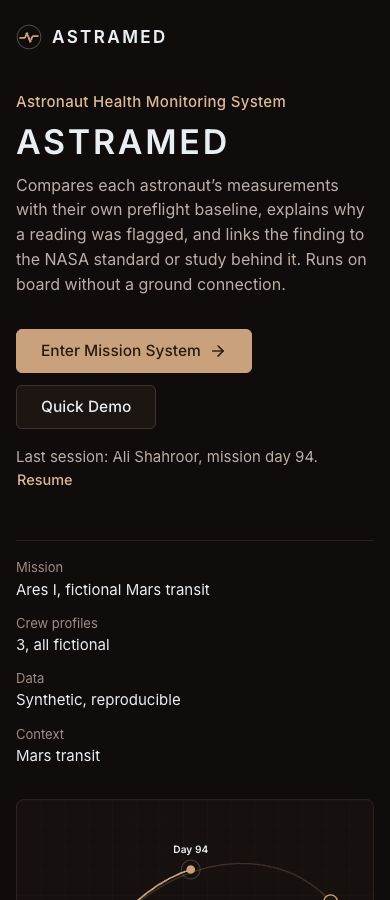 ASTRAMED
Astronaut Health Monitoring System
ASTRAMED
Compares each astronaut’s measurements
with their own preflight baseline, explains why
a reading was flagged, and links the finding to
the NASA standard or study behind it. Runs on
board without a ground connection.
Enter Mission System →
Quick Demo
Last session: Ali Shahroor, mission day 94.
Resume
Mission
Ares I, fictional Mars transit
Crew profiles
3, all fictional
Data
Synthetic, reproducible
Context
Mars transit
Day 94